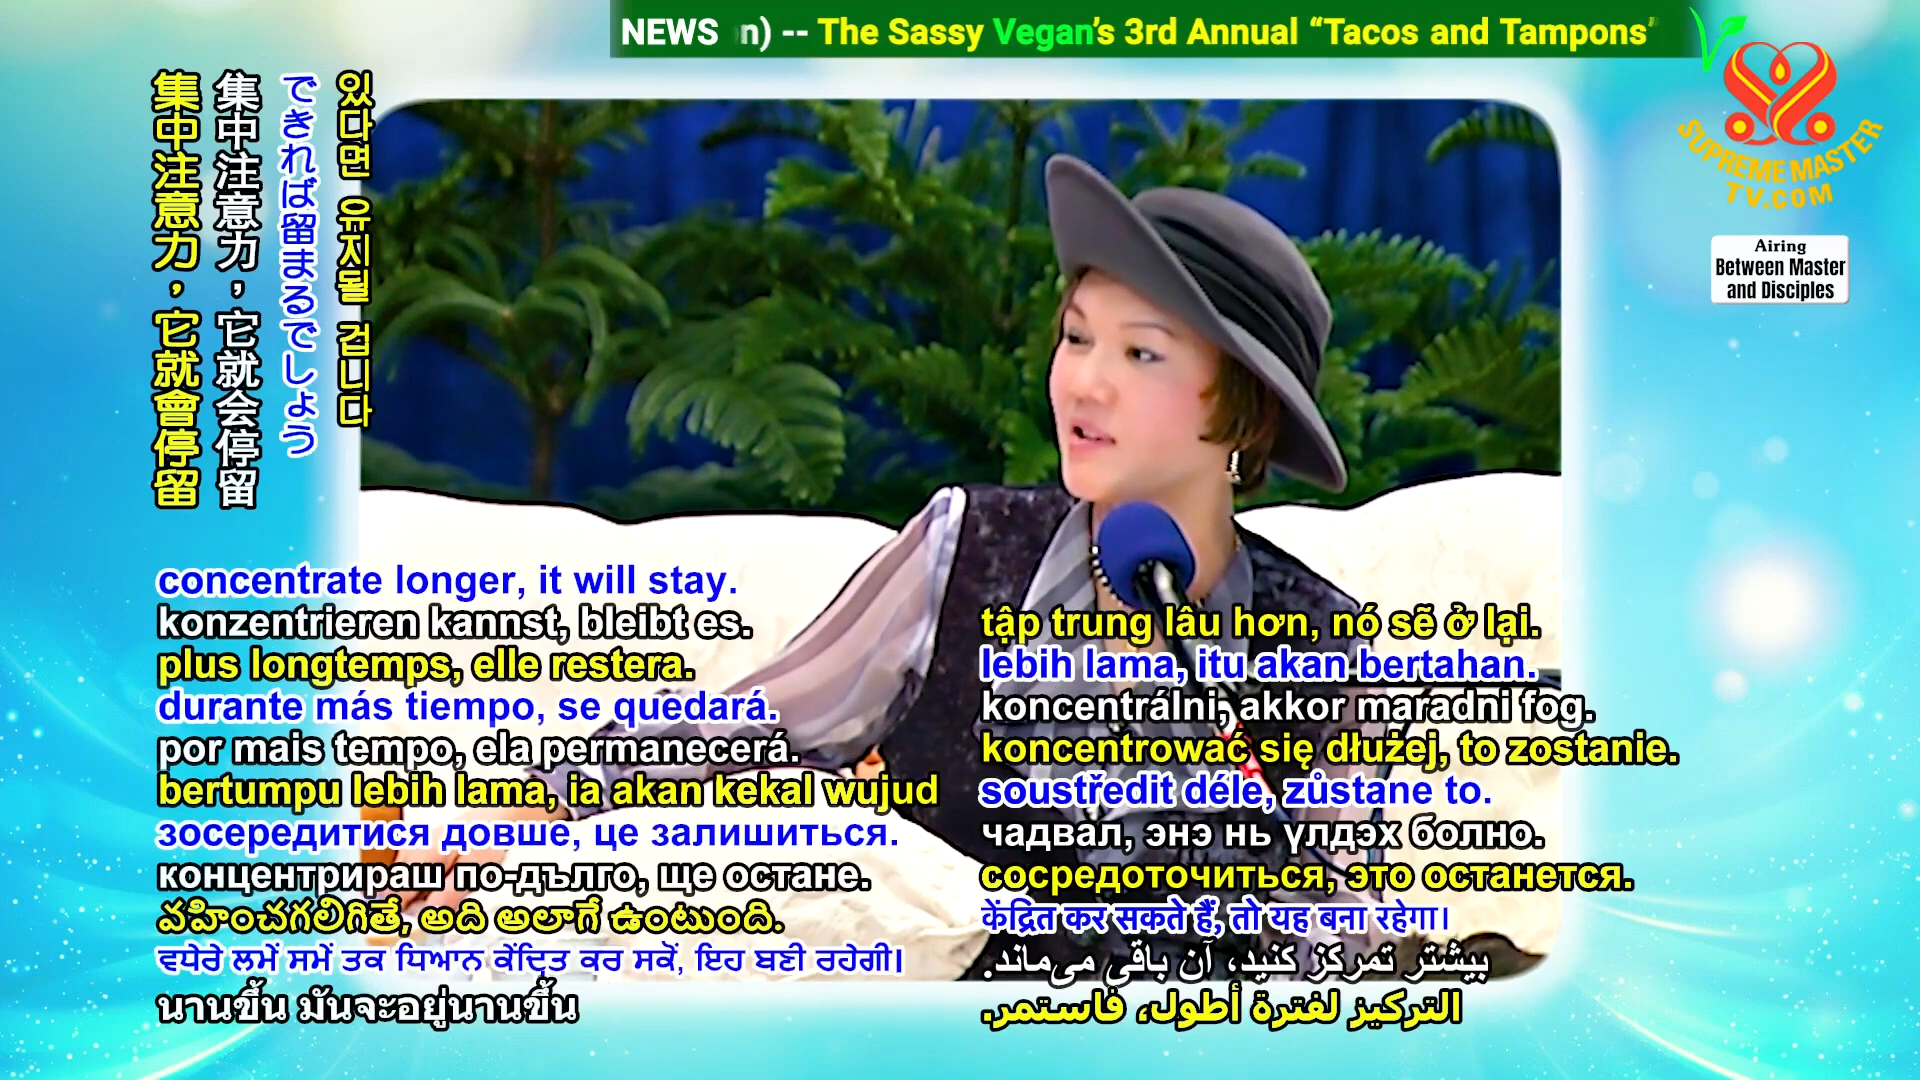 NEWS n) -- The Sassy Vegan's 3rd Annual “Tacos and Tampons”
SUPREME MASTER
TV.COM
Airing
Between Master
and Disciples
있다면 유지될 겁니다
できれば留まるでしょう
集中注意力，它就会停留
集中注意力，它就會停留
concentrate longer, it will stay.
konzentrieren kannst, bleibt es.
plus longtemps, elle restera.
durante más tiempo, se quedará.
por mais tempo, ela permanecerá.
bertumpu lebih lama, ia akan kekal wujud
зосередитися довше, це залишиться.
концентрираш по-дълго, ще остане.
వహించగలిగితే, అది అలాగే ఉంటుంది.
ਵਧੇਰੇ ਲਮੇਂ ਸਮੇਂ ਤਕ ਧਿਆਨ ਕੇਂਦ੍ਰਿਤ ਕਰ ਸਕੋਂ, ਇਹ ਬਣੀ ਰਹੇਗੀ।
นานขึ้น มันจะอยู่นานขึ้น
tập trung lâu hơn, nó sẽ ở lại.
lebih lama, itu akan bertahan.
koncentrálni, akkor maradni fog.
koncentrować się dłużej, to zostanie.
soustředit déle, zůstane to.
чадвал, энэ нь үлдэх болно.
сосредоточиться, это останется.
केंद्रित कर सकते हैं, तो यह बना रहेगा।
بیشتر تمرکز کنید، آن باقی می‌ماند.
التركيز لفترة أطول، فاستمر.